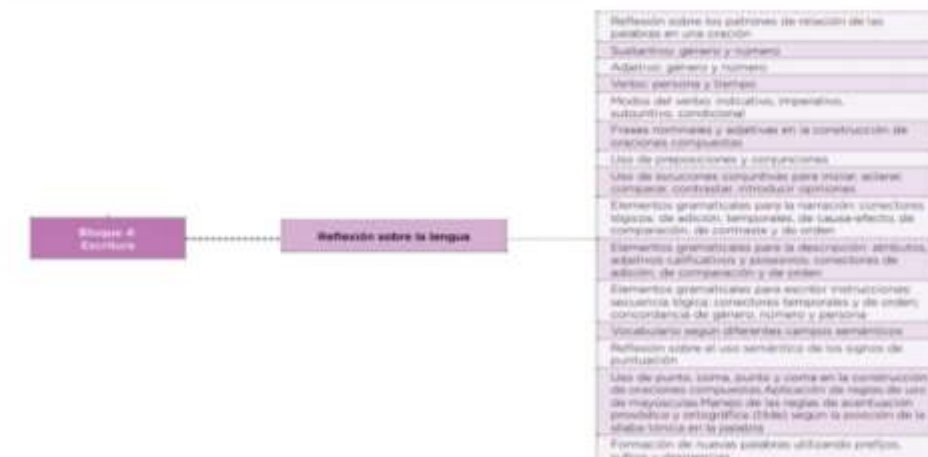 Bloque 4:
Escritura
Reflexión sobre la lengua
Reflexión sobre los patrones de relación de las
palabras en una oración
Sustantivo: género y número
Adjetivo: género y número
Verbo: persona y tiempo
Modos del verbo: indicativo, imperativo,
subjuntivo, condicional
Frases nominales y adjetivas en la construcción de
oraciones compuestas
Uso de preposiciones y conjunciones
Uso de locuciones conjuntivas para iniciar, aclarar,
comparar, contrastar, introducir opiniones
Elementos gramaticales para la narración: conectores
lógicos, de adición, temporales, de causa-efecto, de
comparación, de contraste y de orden
Elementos gramaticales para la descripción: atributos,
adjetivos calificativos y posesivos; conectores de
adición, de comparación y de orden
Elementos gramaticales para escribir instrucciones:
secuencia lógica; conectores temporales y de orden;
concordancia de género, número y persona
Vocabulario según diferentes campos semánticos
Reflexión sobre el uso semántico de los signos de
puntuación
Uso de punto, coma, punto y coma en la construcción
de oraciones compuestas. Aplicación de reglas de uso
de mayúsculas. Manejo de las reglas de acentuación
prosódica y ortográfica (tilde) según la posición de la
sílaba tónica en la palabra
Formación de nuevas palabras utilizando prefijos,